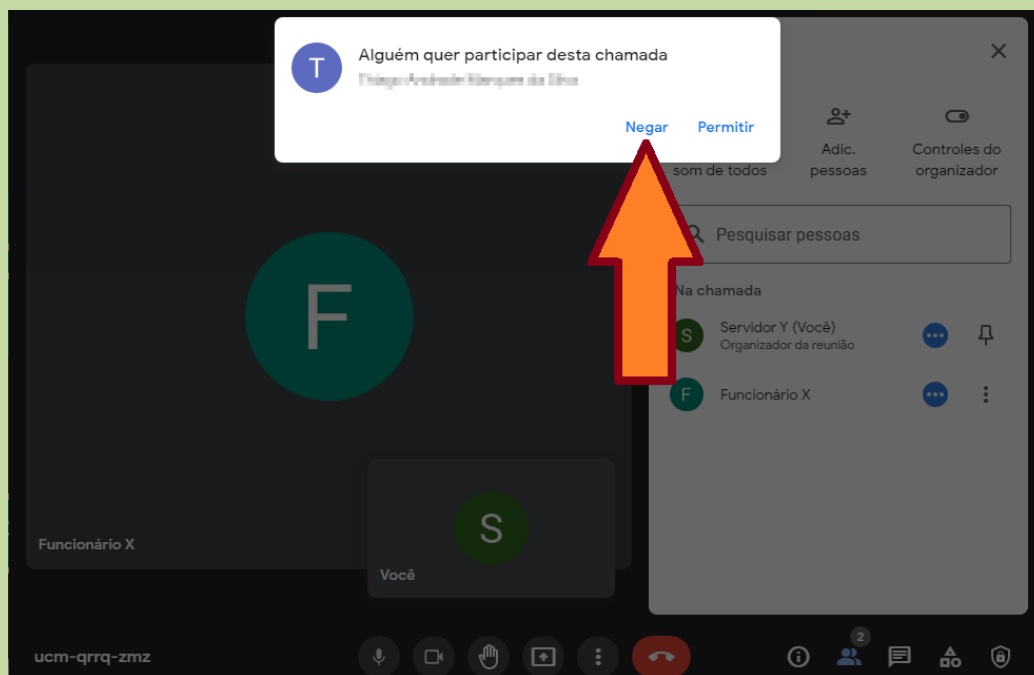 T
Alguém quer participar desta chamada
Negar Permitir
som de todos
Adic.
pessoas
Controles do
organizador
Pesquisar pessoas
Na chamada
S
Servidor Y (Você)
Organizador da reunião
F
Funcionário X
F
Funcionário X
S
Você
ucm-qrrq-zmz
2